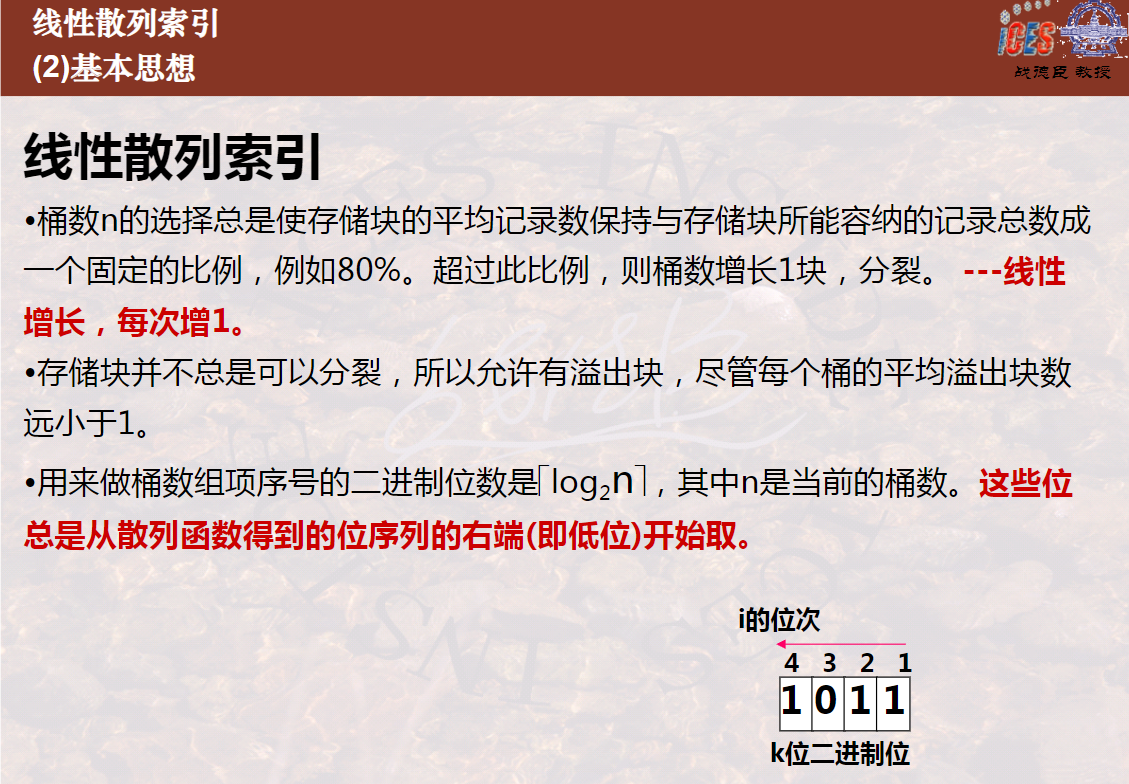 线性散列索引
(2)基本思想
iCES
战德臣 教授
线性散列索引
•桶数n的选择总是使存储块的平均记录数保持与存储块所能容纳的记录总数成
一个固定的比例，例如80%。超过此比例，则桶数增长1块，分裂。 ---线性
增长，每次增1。
•存储块并不总是可以分裂，所以允许有溢出块，尽管每个桶的平均溢出块数
远小于1。
•用来做桶数组项序号的二进制位数是⌈log₂n⌉，其中n是当前的桶数。这些位
总是从散列函数得到的位序列的右端(即低位)开始取。
i的位次
4 3 2 1
1 0 1 1
k位二进制位